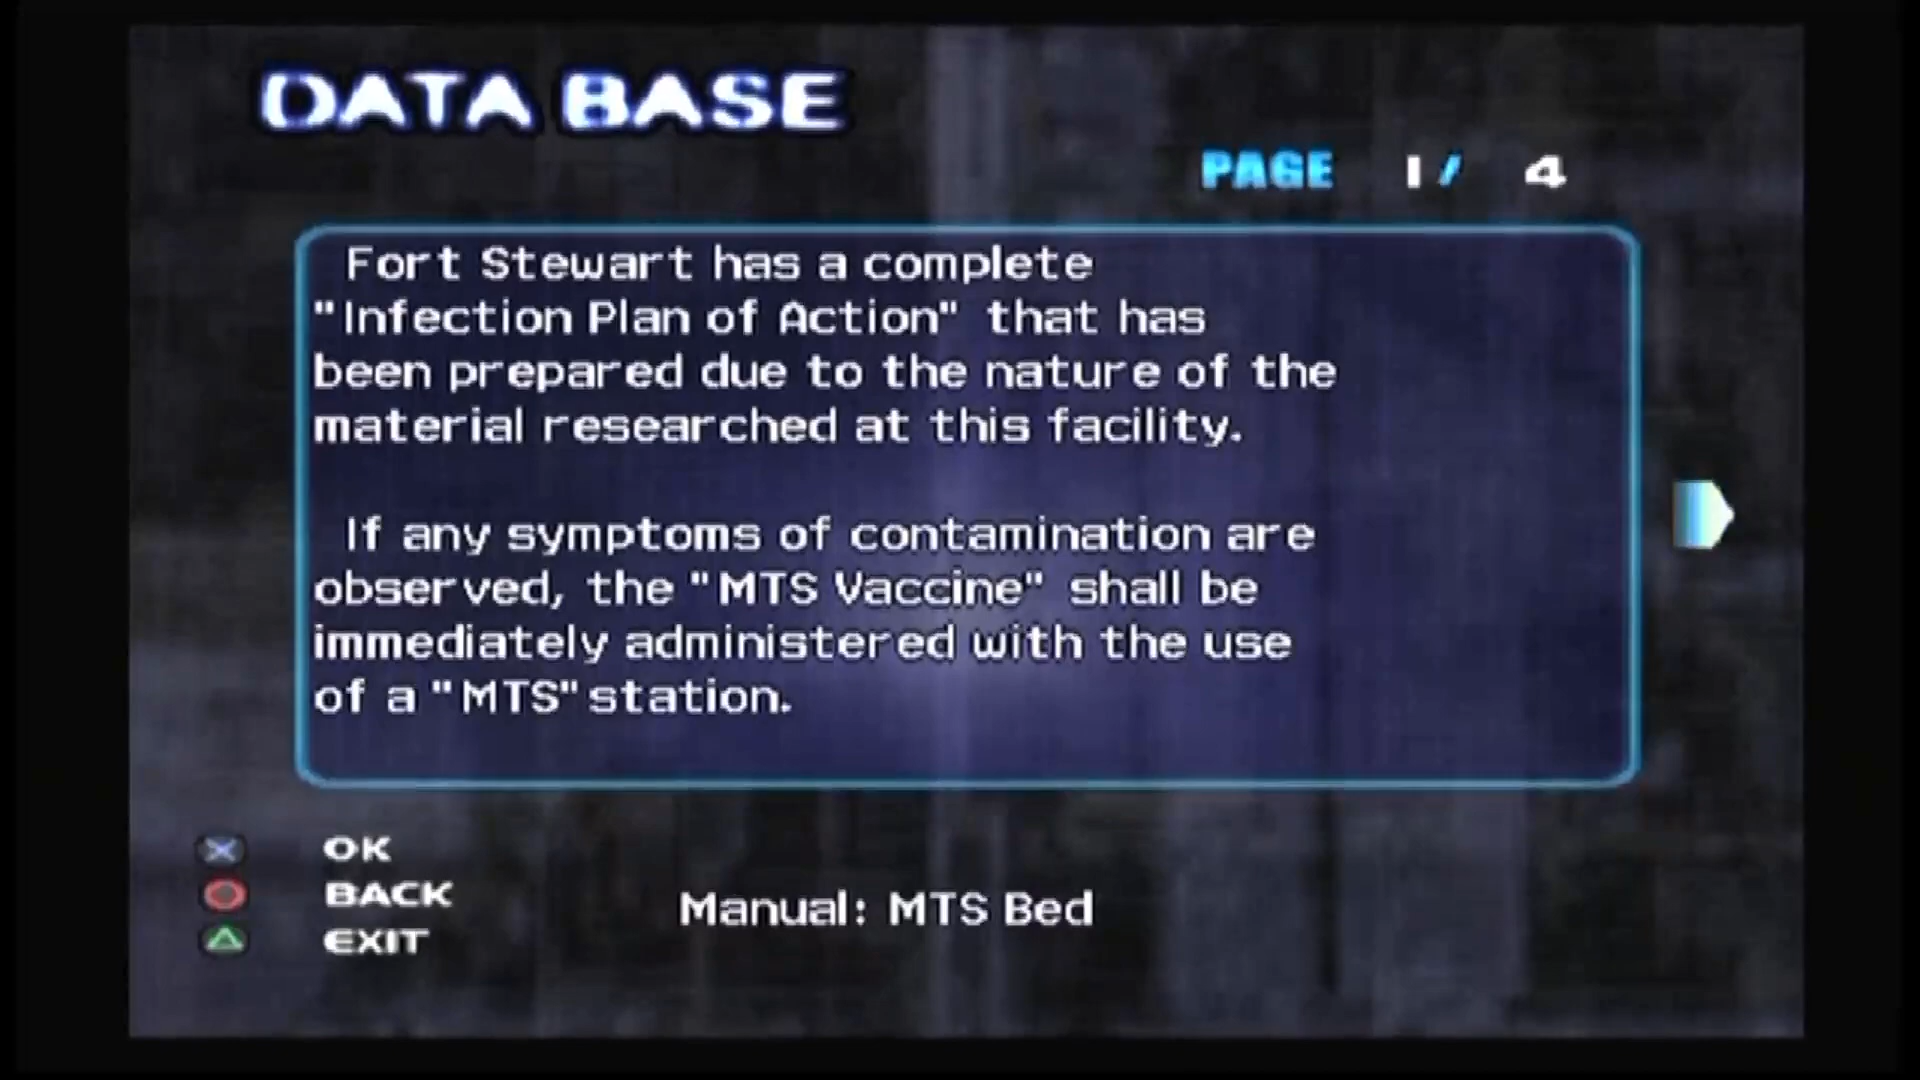 DATA BASE
PAGE 1/ 4
Fort Stewart has a complete
"Infection Plan of Action" that has
been prepared due to the nature of the
material researched at this facility.
If any symptoms of contamination are
observed, the "MTS Vaccine" shall be
immediately administered with the use
of a "MTS" station.
OK
BACK
EXIT
Manual: MTS Bed